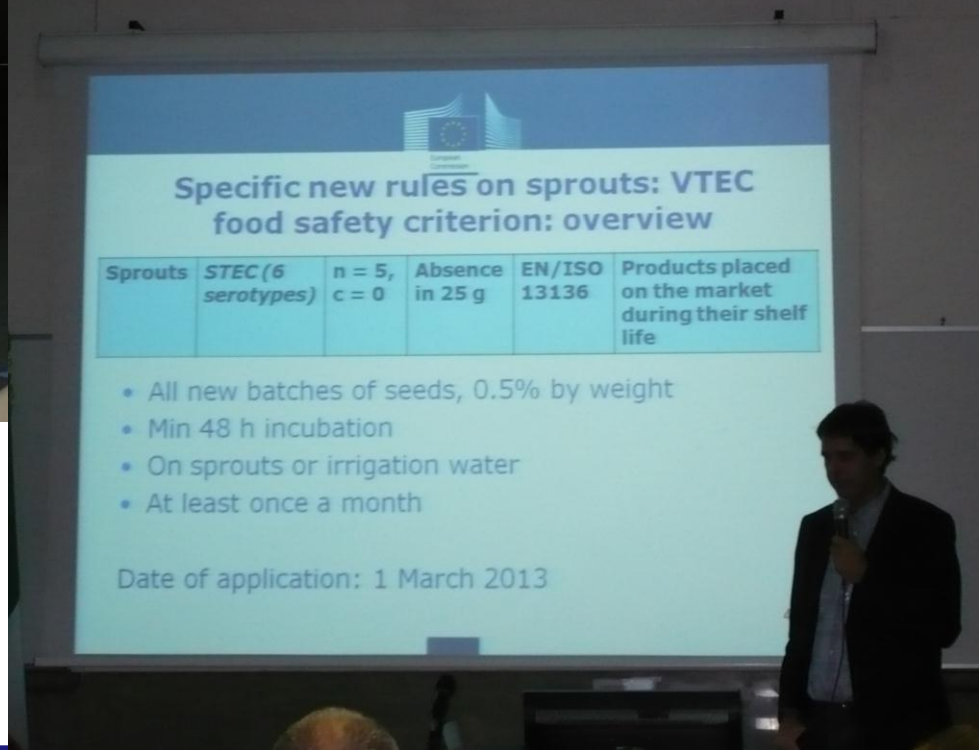 European
Commission
Specific new rules on sprouts: VTEC
food safety criterion: overview
Sprouts STEC (6 serotypes) n = 5, c = 0 Absence in 25 g EN/ISO 13136 Products placed on the market during their shelf life
• All new batches of seeds, 0.5% by weight
• Min 48 h incubation
• On sprouts or irrigation water
• At least once a month
Date of application: 1 March 2013